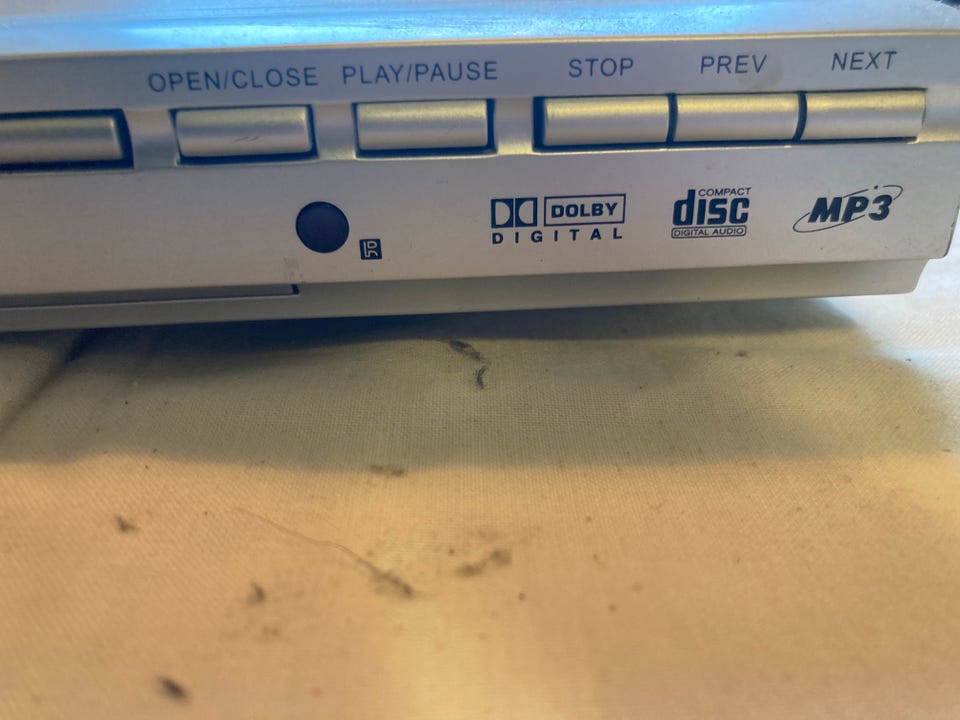 OPEN/CLOSE PLAY/PAUSE STOP PREV NEXT
DOLBY
DIGITAL
COMPACT
disc
DIGITAL AUDIO
MP3